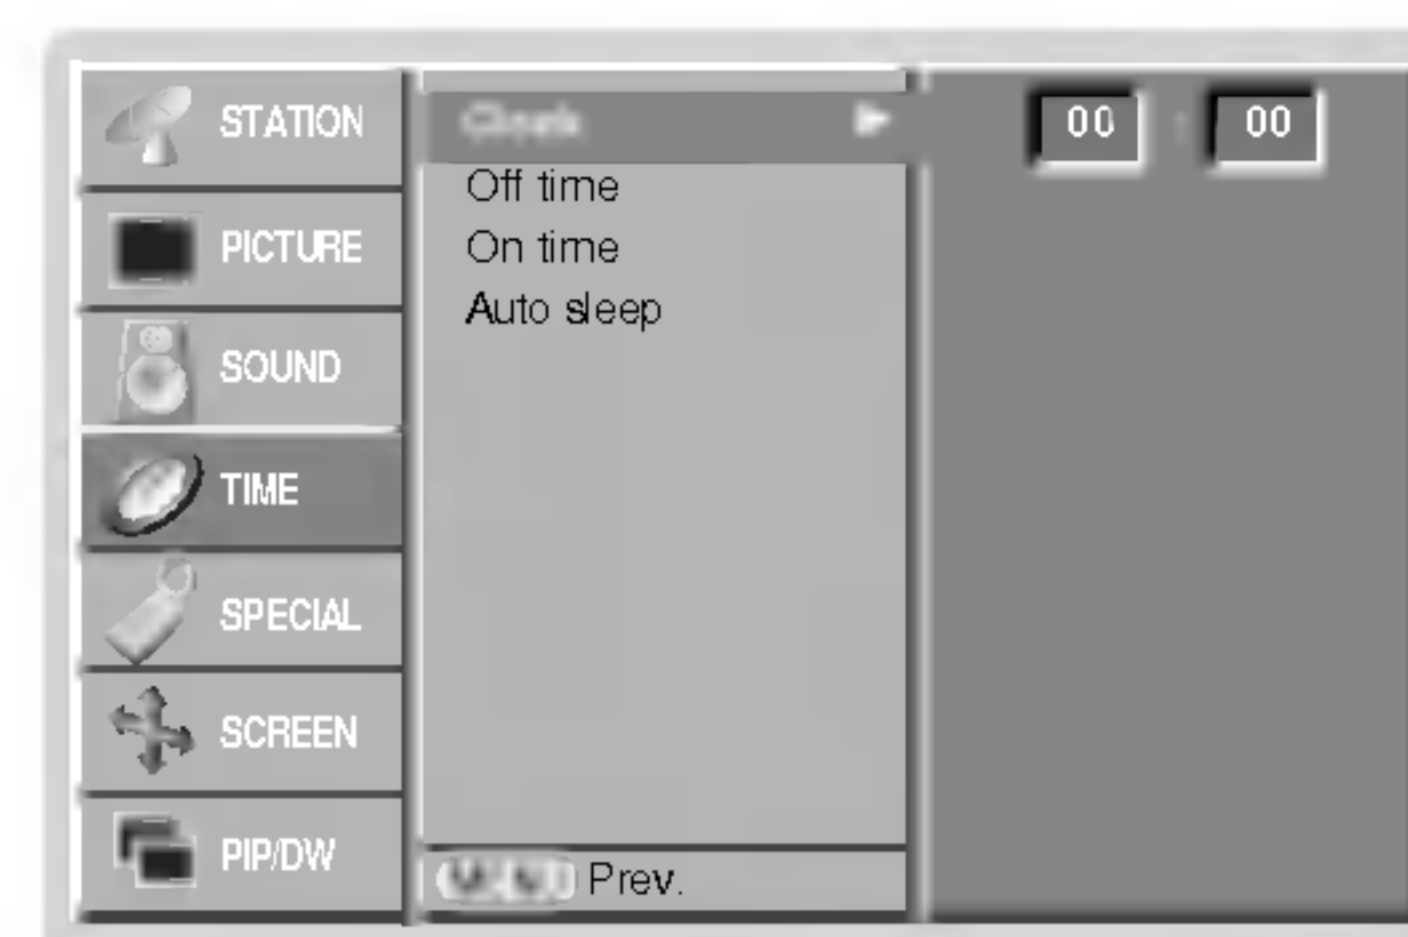 STATION
PICTURE
SOUND
TIME
SPECIAL
SCREEN
PIP/DW
Off time
On time
Auto sleep
Prev.
00 : 00